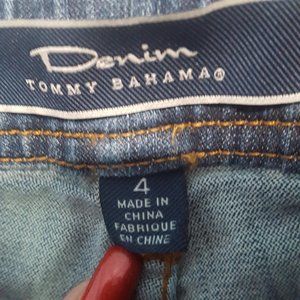 Denim
TOMMY BAHAMA®
4
MADE IN
CHINA
FABRIQUE
EN CHINE